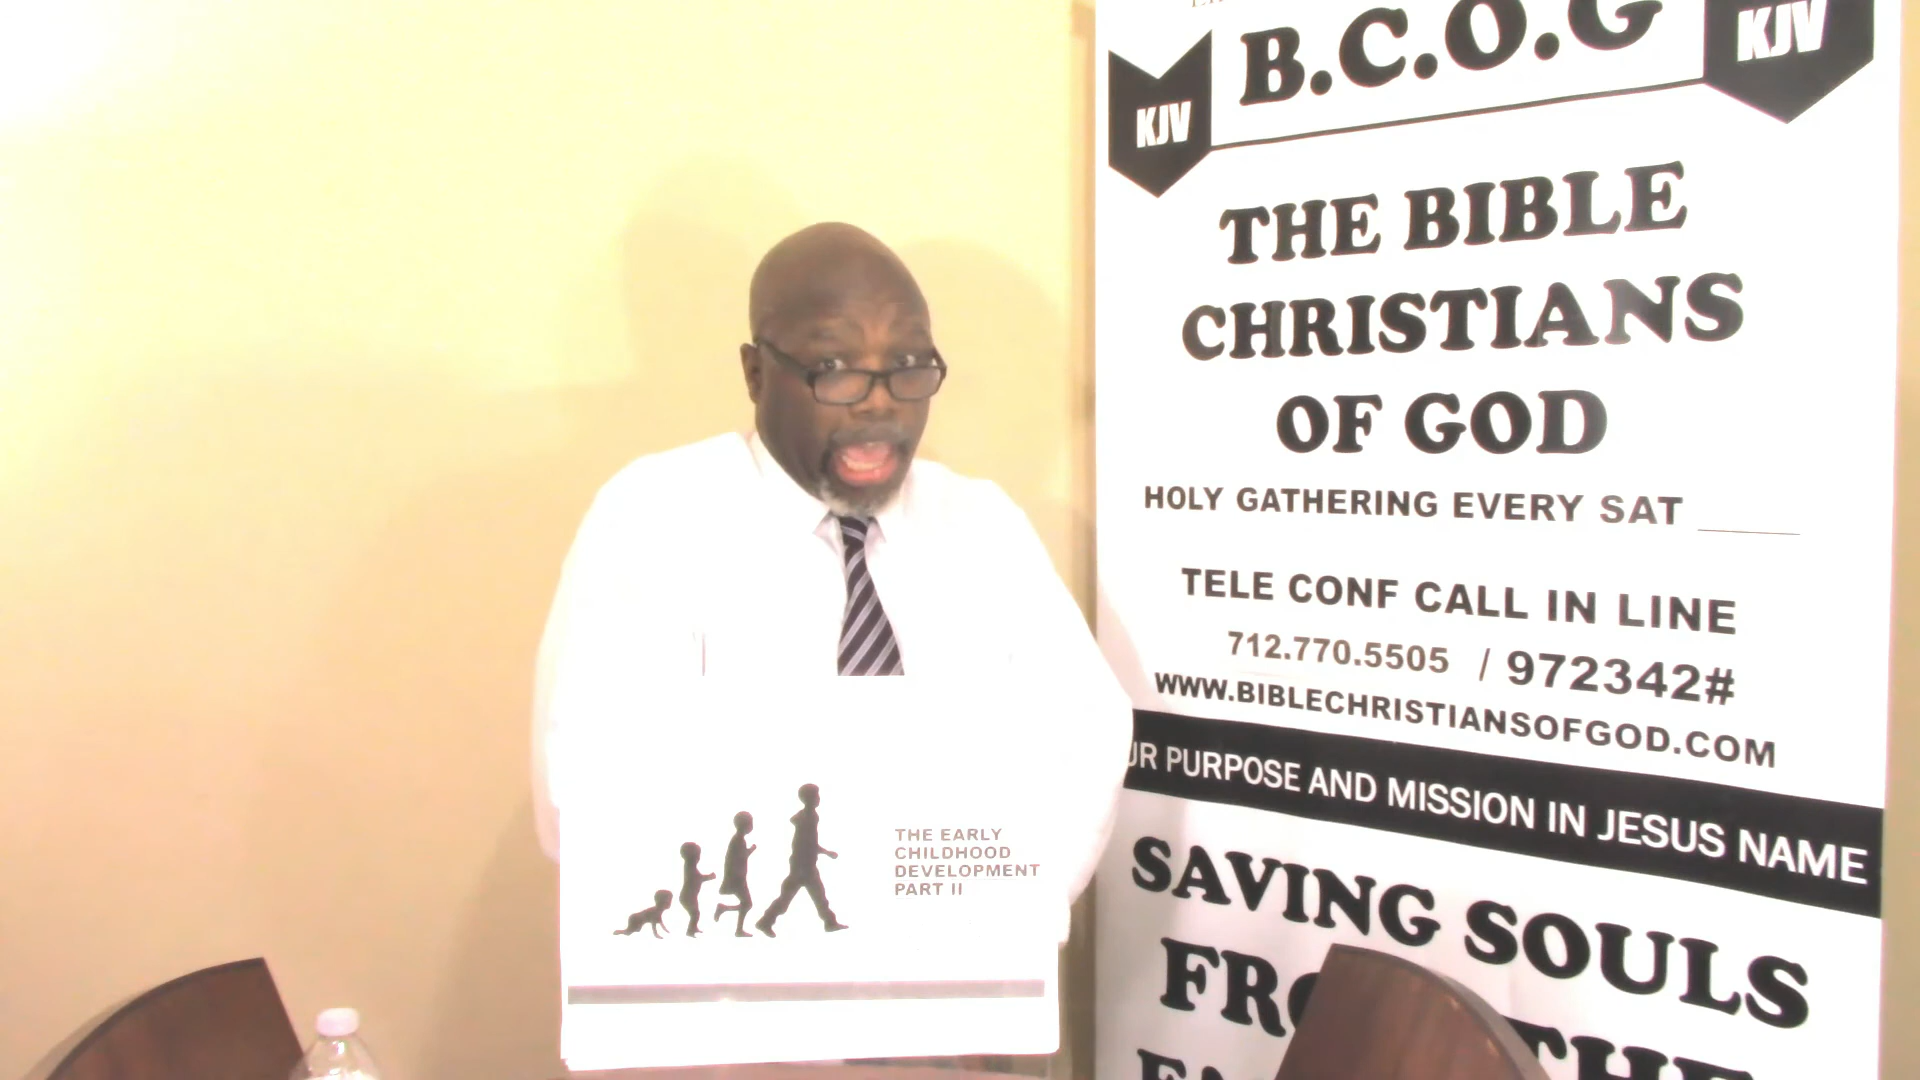 B.C.O.G
KJV
KJV
THE BIBLE
CHRISTIANS
OF GOD
HOLY GATHERING EVERY SAT
TELE CONF CALL IN LINE
712.770.5505 / 972342#
WWW.BIBLECHRISTIANSOFGOD.COM
PURPOSE AND MISSION IN JESUS NAME
SAVING SOULS
THE
THE EARLY
CHILDHOOD
DEVELOPMENT
PART II